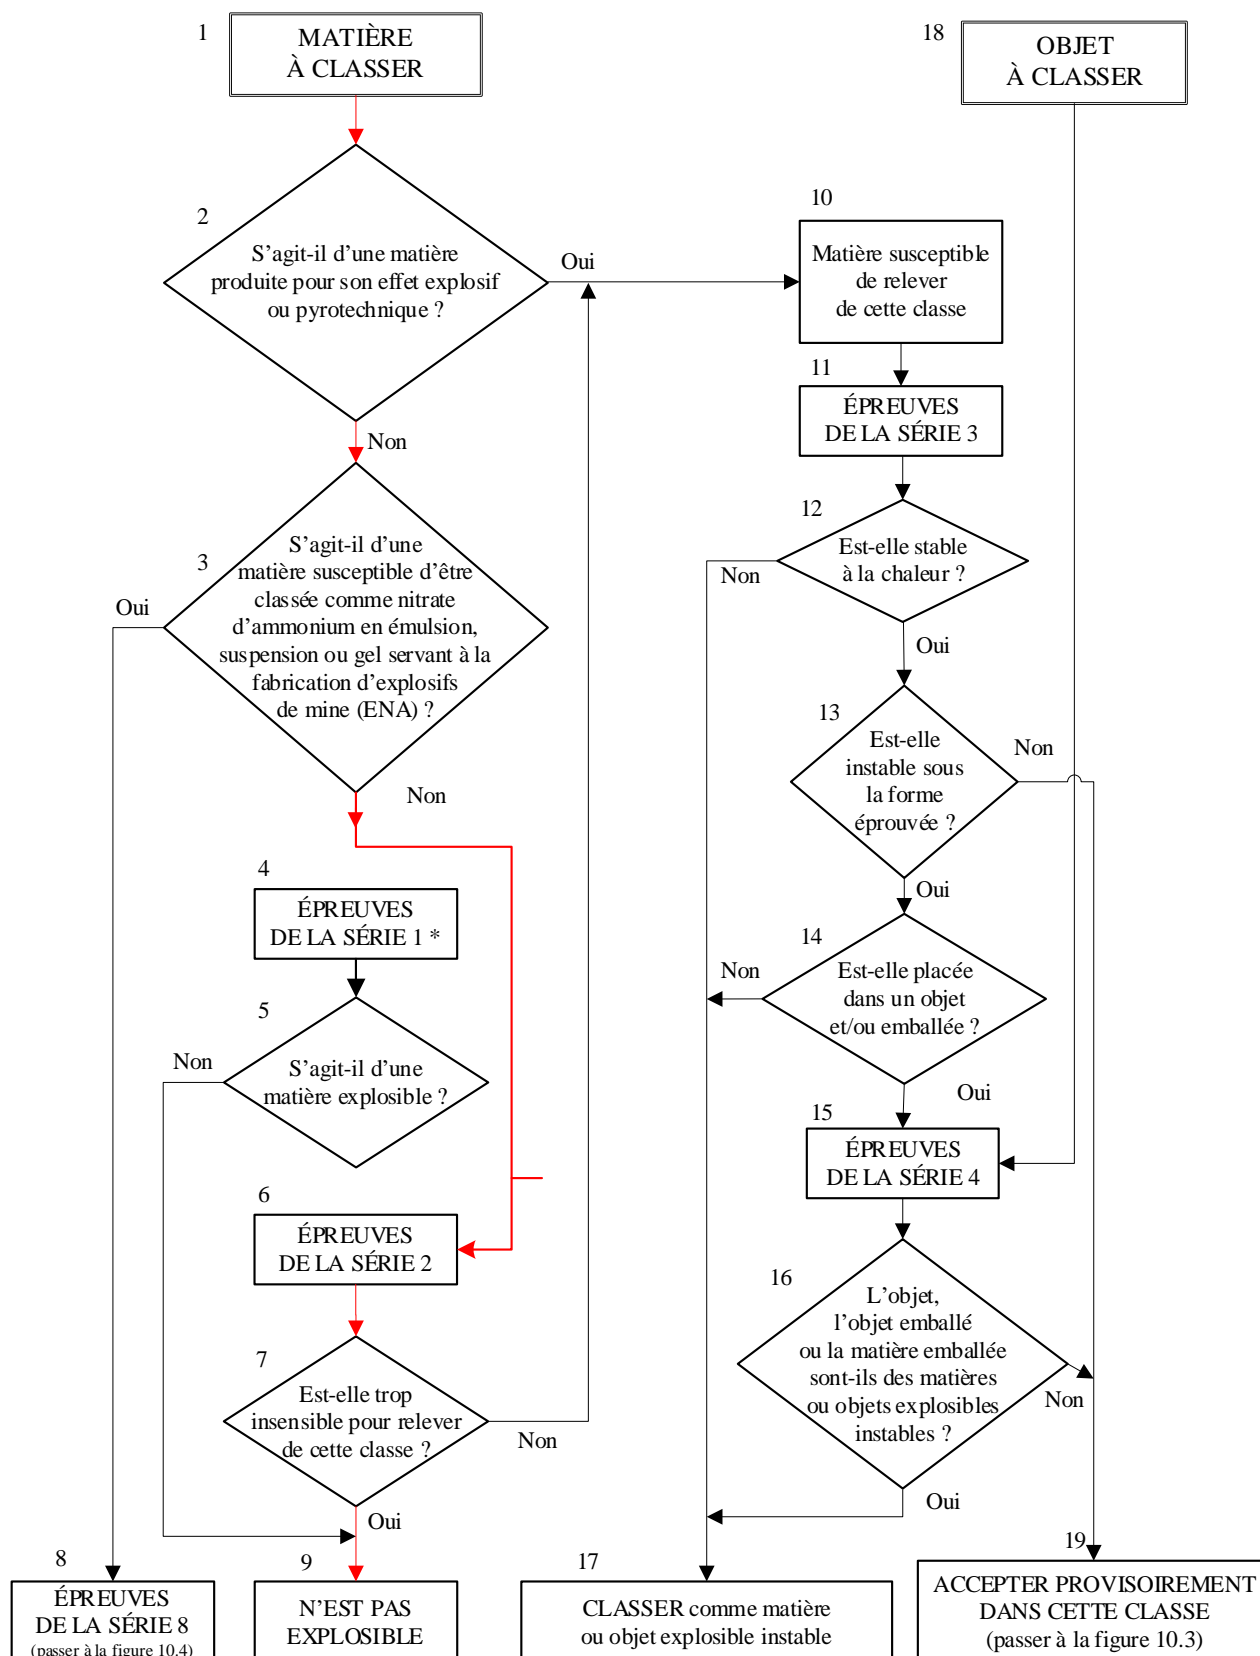 1
MATIÈRE
À CLASSER
18
OBJET
À CLASSER
2
S’agit-il d’une matière
produite pour son effet explosif
ou pyrotechnique ?
Oui
Non
10
Matière susceptible
de relever
de cette classe
11
ÉPREUVES
DE LA SÉRIE 3
3
S’agit-il d’une
matière susceptible d’être
classée comme nitrate
d’ammonium en émulsion,
suspension ou gel servant à la
fabrication d’explosifs
de mine (ENA) ?
Oui
Non
12
Est-elle stable
à la chaleur ?
Non
Oui
13
Est-elle
instable sous
la forme
éprouvée ?
Non
Oui
4
ÉPREUVES
DE LA SÉRIE 1 *
14
Est-elle placée
dans un objet
et/ou emballée ?
Non
Oui
5
S’agit-il d’une
matière explosible ?
Non
15
ÉPREUVES
DE LA SÉRIE 4
6
ÉPREUVES
DE LA SÉRIE 2
16
L’objet,
l’objet emballé
ou la matière emballée
sont-ils des matières
ou objets explosibles
instables ?
Non
Oui
7
Est-elle trop
insensible pour relever
de cette classe ?
Non
Oui
8
ÉPREUVES
DE LA SÉRIE 8
(passer à la figure 10.4)
9
N’EST PAS
EXPLOSIBLE
17
CLASSER comme matière
ou objet explosible instable
19
ACCEPTER PROVISOIREMENT
DANS CETTE CLASSE
(passer à la figure 10.3)